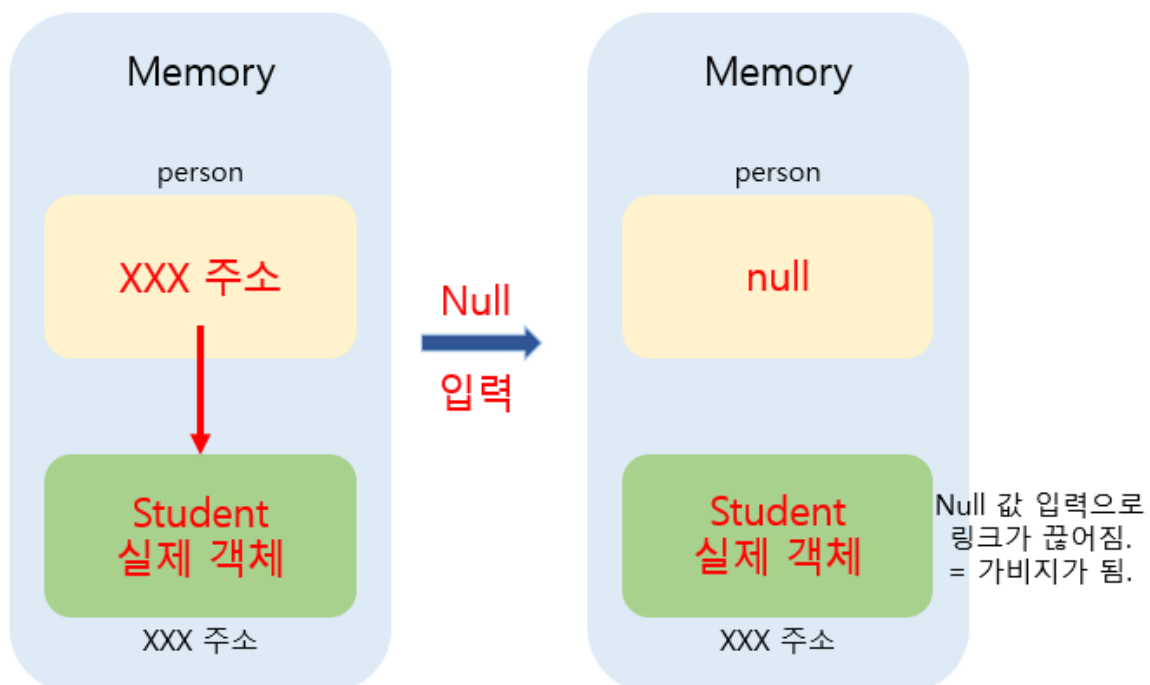 Memory
person
XXX 주소
Student
실제 객체
XXX 주소
Null
입력
Memory
person
null
Student
실제 객체
XXX 주소
Null 값 입력으로
링크가 끊어짐.
= 가비지가 됨.